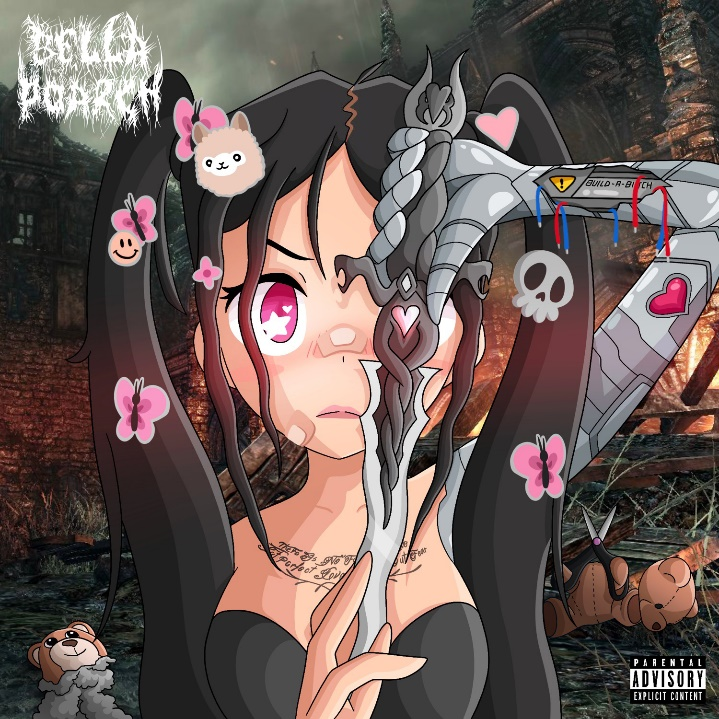 BELLA
POARCH
BUILD-A-BITCH
PARENTAL
ADVISORY
EXPLICIT CONTENT